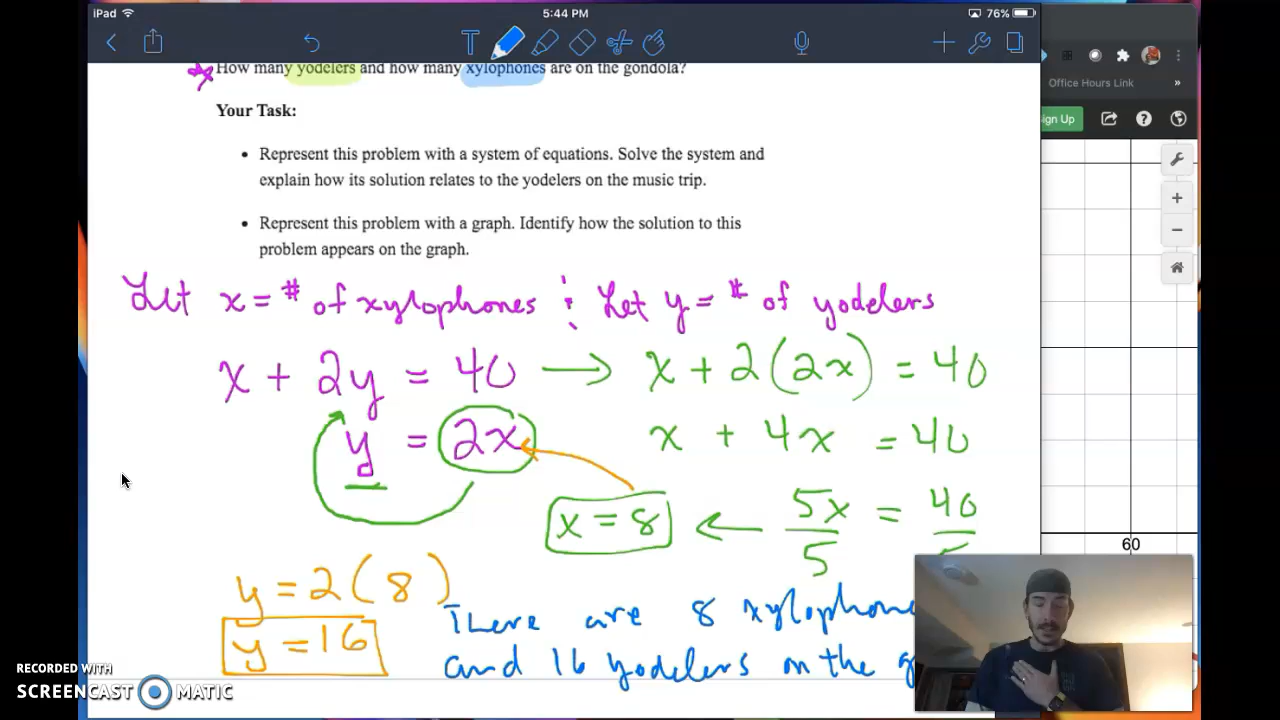 iPad 5:44 PM 76%
T
Office Hours Link »
Sign Up
How many yodelers and how many xylophones are on the gondola?
Your Task:
• Represent this problem with a system of equations. Solve the system and
explain how its solution relates to the yodelers on the music trip.
• Represent this problem with a graph. Identify how the solution to this
problem appears on the graph.
Let x = # of xylophones ; Let y = # of yodelers
x + 2y = 40 → x + 2(2x) = 40
y = 2x x + 4x = 40
x = 8 ← 5x/5 = 40/5
60
y = 2(8)
y = 16
There are 8 xylophone
and 16 yodelers on the
RECORDED WITH
SCREENCAST MATIC